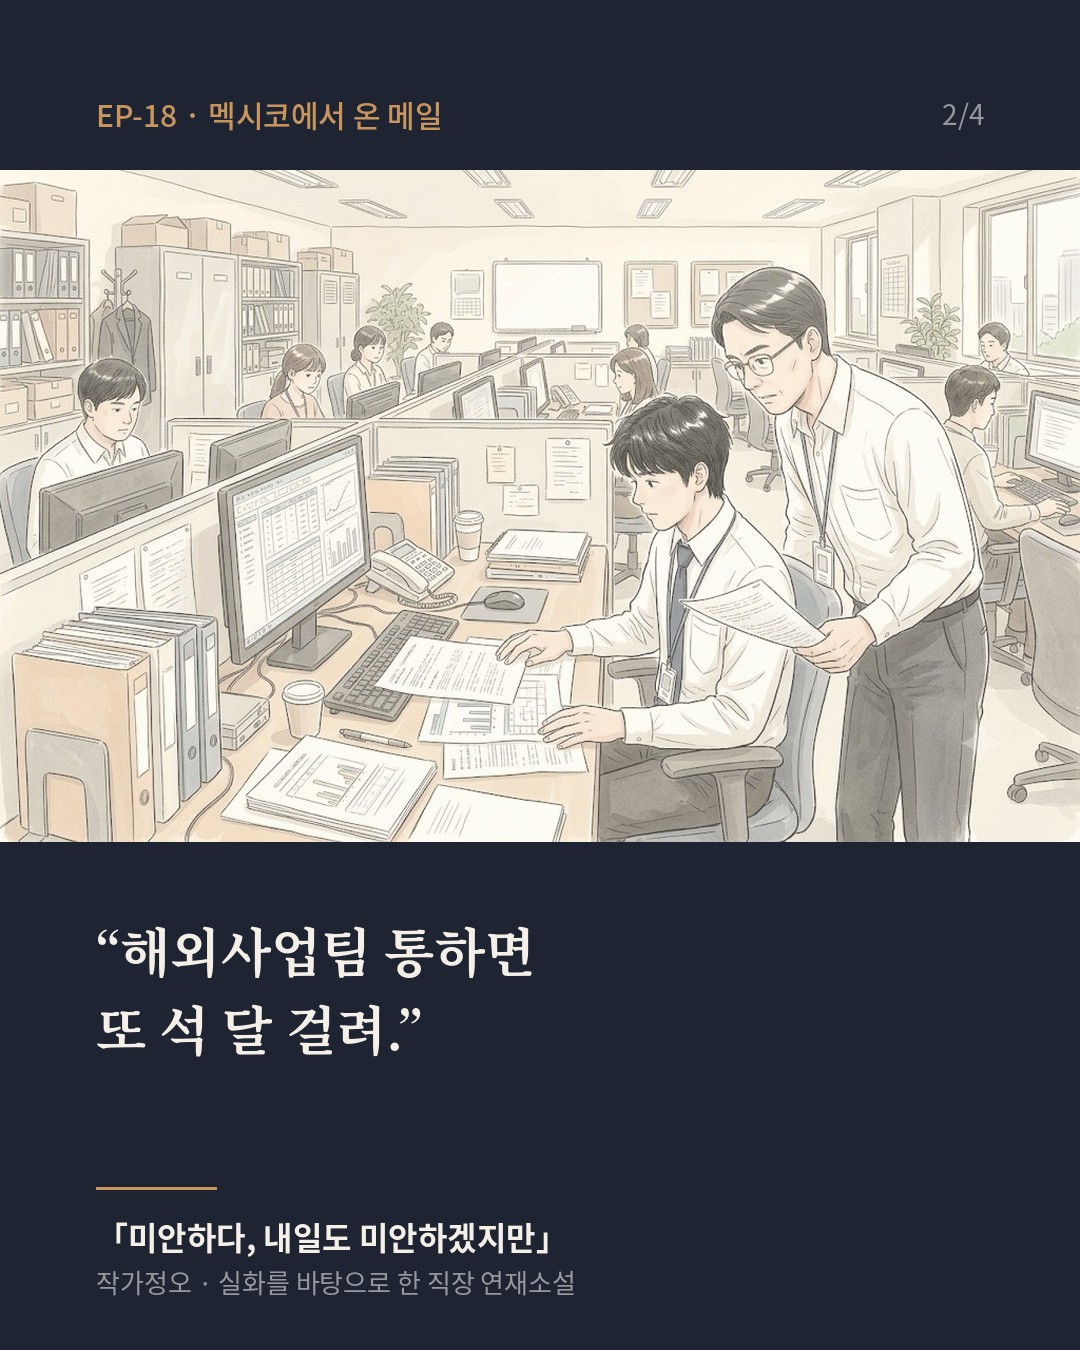 EP-18 · 멕시코에서 온 메일
2/4
“해외사업팀 통하면
또 석 달 걸려.”
「미안하다, 내일도 미안하겠지만」
작가정오 · 실화를 바탕으로 한 직장 연재소설